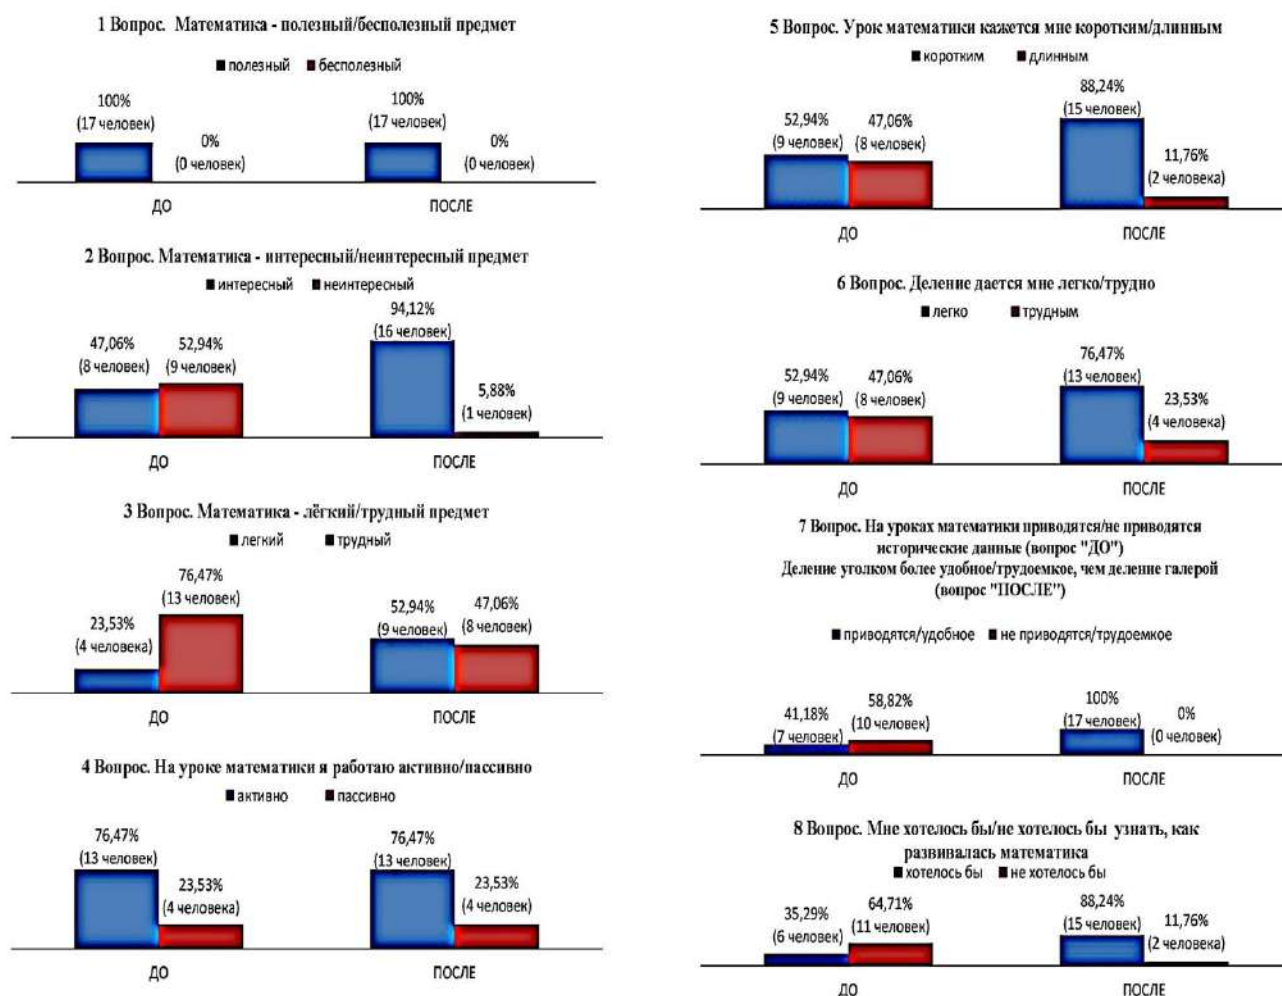 1 Вопрос. Математика - полезный/бесполезный предмет
полезный бесполезный
100%
(17 человек)
0%
(0 человек)
100%
(17 человек)
0%
(0 человек)
ДО ПОСЛЕ
2 Вопрос. Математика - интересный/неинтересный предмет
интересный неинтересный
47,06%
(8 человек)
52,94%
(9 человек)
94,12%
(16 человек)
5,88%
(1 человек)
ДО ПОСЛЕ
3 Вопрос. Математика - лёгкий/трудный предмет
легкий трудный
23,53%
(4 человека)
76,47%
(13 человек)
52,94%
(9 человек)
47,06%
(8 человек)
ДО ПОСЛЕ
4 Вопрос. На уроке математики я работаю активно/пассивно
активно пассивно
76,47%
(13 человек)
23,53%
(4 человека)
76,47%
(13 человек)
23,53%
(4 человек)
ДО ПОСЛЕ
5 Вопрос. Урок математики кажется мне коротким/длинным
коротким длинным
52,94%
(9 человек)
47,06%
(8 человек)
88,24%
(15 человек)
11,76%
(2 человека)
ДО ПОСЛЕ
6 Вопрос. Деление дается мне легко/трудно
легко трудным
52,94%
(9 человек)
47,06%
(8 человек)
76,47%
(13 человек)
23,53%
(4 человека)
ДО ПОСЛЕ
7 Вопрос. На уроках математики приводятся/не приводятся
исторические данные (вопрос "ДО")
Деление уголком более удобное/трудоемкое, чем деление галерой
(вопрос "ПОСЛЕ")
приводятся/удобное не приводятся/трудоемкое
41,18%
(7 человек)
58,82%
(10 человек)
100%
(17 человек)
0%
(0 человек)
ДО ПОСЛЕ
8 Вопрос. Мне хотелось бы/не хотелось бы узнать, как
развивалась математика
хотелось бы не хотелось бы
35,29%
(6 человек)
64,71%
(11 человек)
88,24%
(15 человек)
11,76%
(2 человека)
ДО ПОСЛЕ